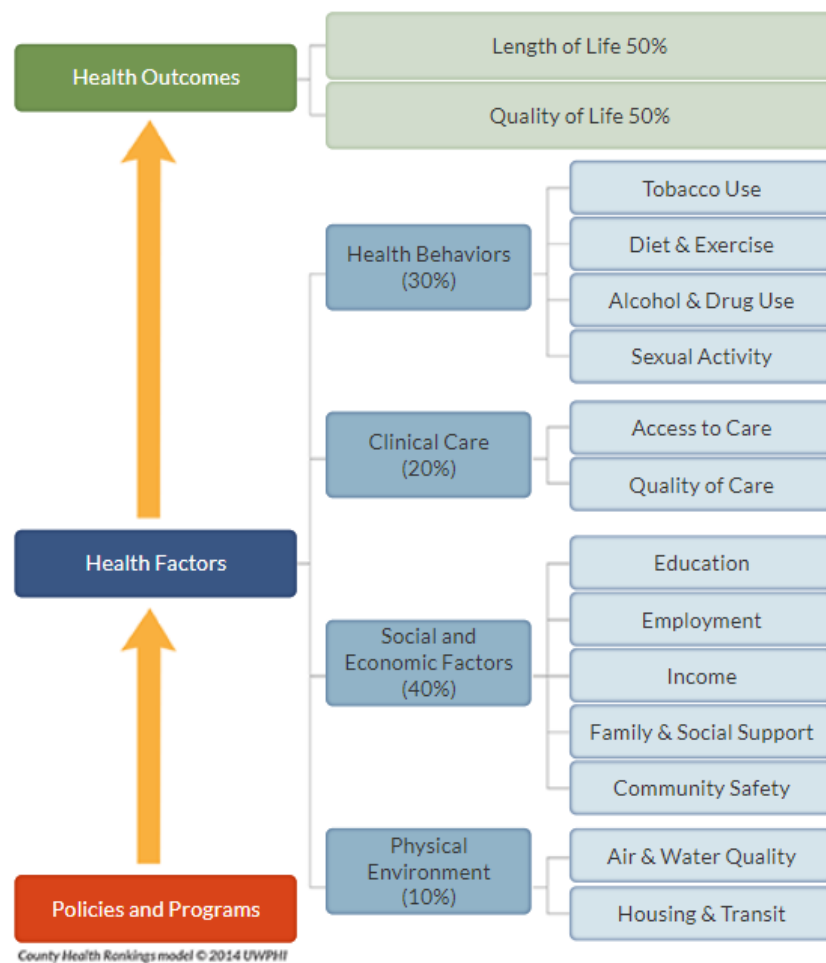 Health Outcomes
Length of Life 50%
Quality of Life 50%
Health Factors
Health Behaviors
(30%)
Tobacco Use
Diet & Exercise
Alcohol & Drug Use
Sexual Activity
Clinical Care
(20%)
Access to Care
Quality of Care
Social and
Economic Factors
(40%)
Education
Employment
Income
Family & Social Support
Community Safety
Physical
Environment
(10%)
Air & Water Quality
Housing & Transit
Policies and Programs
County Health Rankings model © 2014 UWPHI